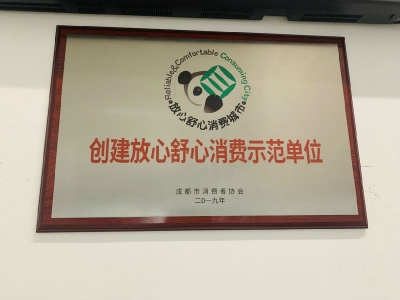 Reliable&Comfortable Consuming City
·放心舒心消费城市·
创建放心舒心消费示范单位
成都市消费者协会
二〇一九年